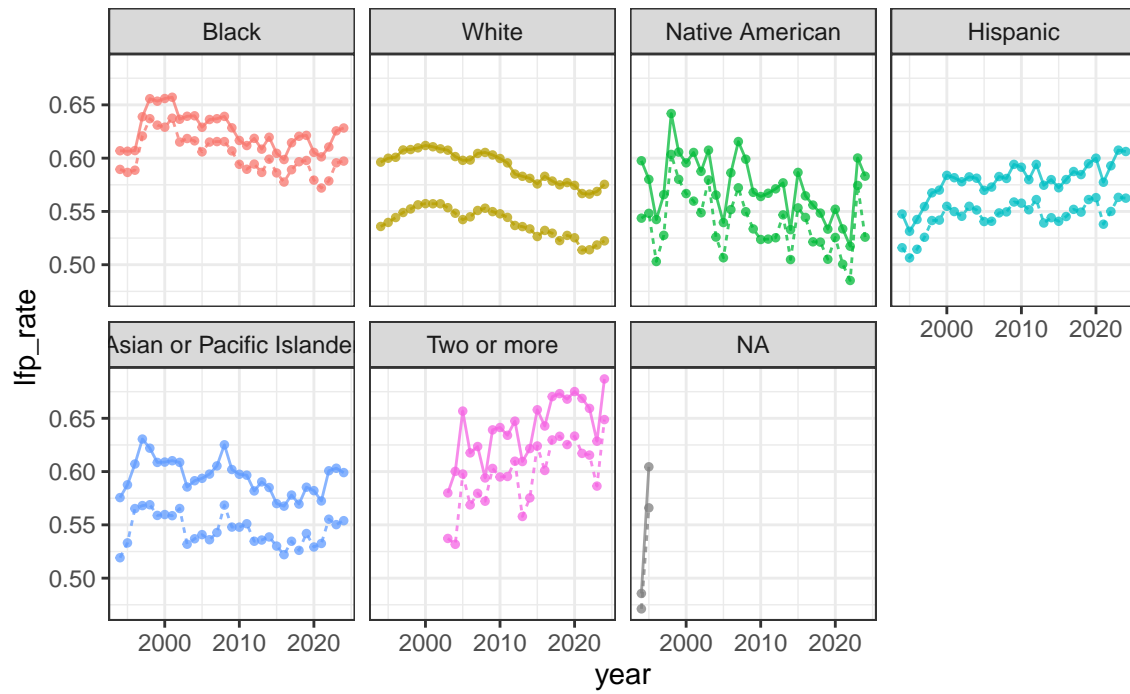 Black White Native American Hispanic
0.65
0.60
0.55
0.50
2000 2010 2020
lfp_rate
Asian or Pacific Islande Two or more NA
0.65
0.60
0.55
0.50
2000 2010 2020 2000 2010 2020 2000 2010 2020
year